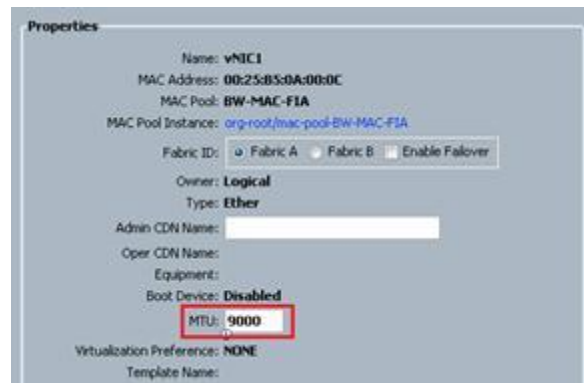 Properties
Name: vNIC1
MAC Address: 00:25:B5:0A:00:0C
MAC Pool: BW-MAC-FIA
MAC Pool Instance: org-root/mac-pool-BW-MAC-FIA
Fabric ID: Fabric A Fabric B Enable Failover
Owner: Logical
Type: Ether
Admin CDN Name:
Oper CDN Name:
Equipment:
Boot Device: Disabled
MTU: 9000
Virtualization Preference: NONE
Template Name: